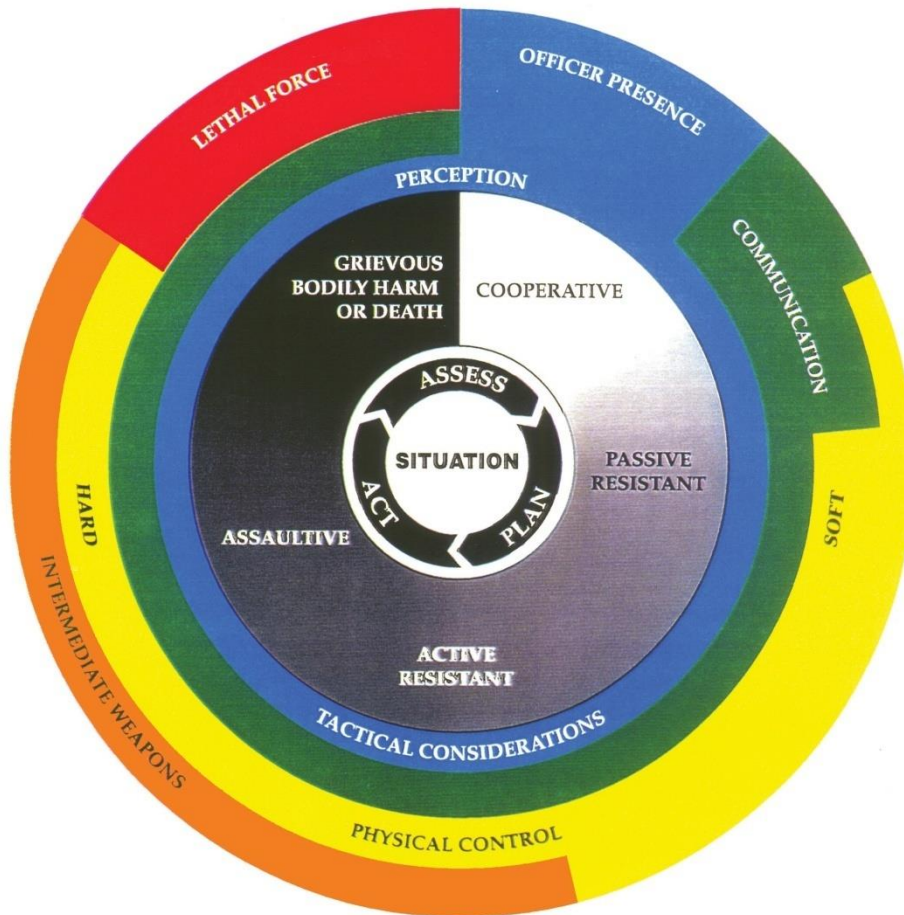 LETHAL FORCE
OFFICER PRESENCE
COMMUNICATION
PERCEPTION
GRIEVOUS
BODILY HARM
OR DEATH
COOPERATIVE
ASSESS
SITUATION
ACT
PLAN
PASSIVE
RESISTANT
ASSAULTIVE
ACTIVE
RESISTANT
HARD
SOFT
TACTICAL CONSIDERATIONS
INTERMEDIATE WEAPONS
PHYSICAL CONTROL